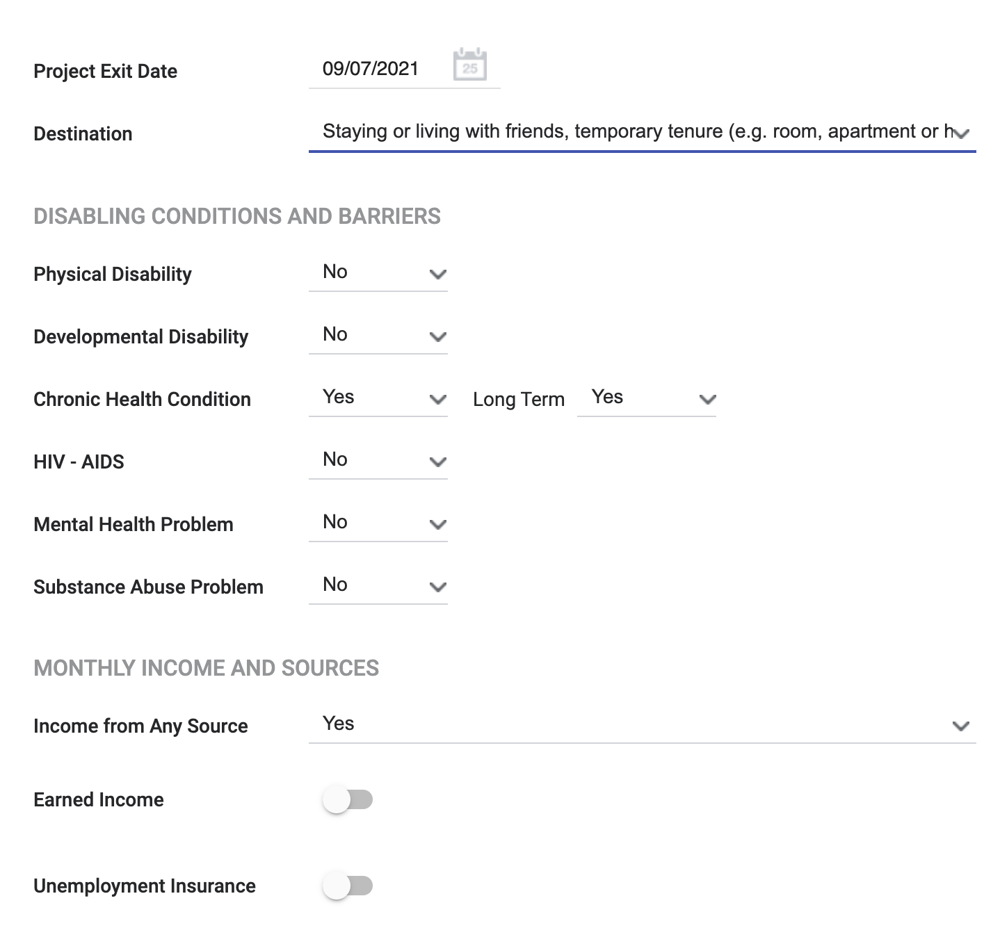 Project Exit Date 09/07/2021 25
Destination Staying or living with friends, temporary tenure (e.g. room, apartment or h
DISABLING CONDITIONS AND BARRIERS
Physical Disability No
Developmental Disability No
Chronic Health Condition Yes Long Term Yes
HIV - AIDS No
Mental Health Problem No
Substance Abuse Problem No
MONTHLY INCOME AND SOURCES
Income from Any Source Yes
Earned Income
Unemployment Insurance